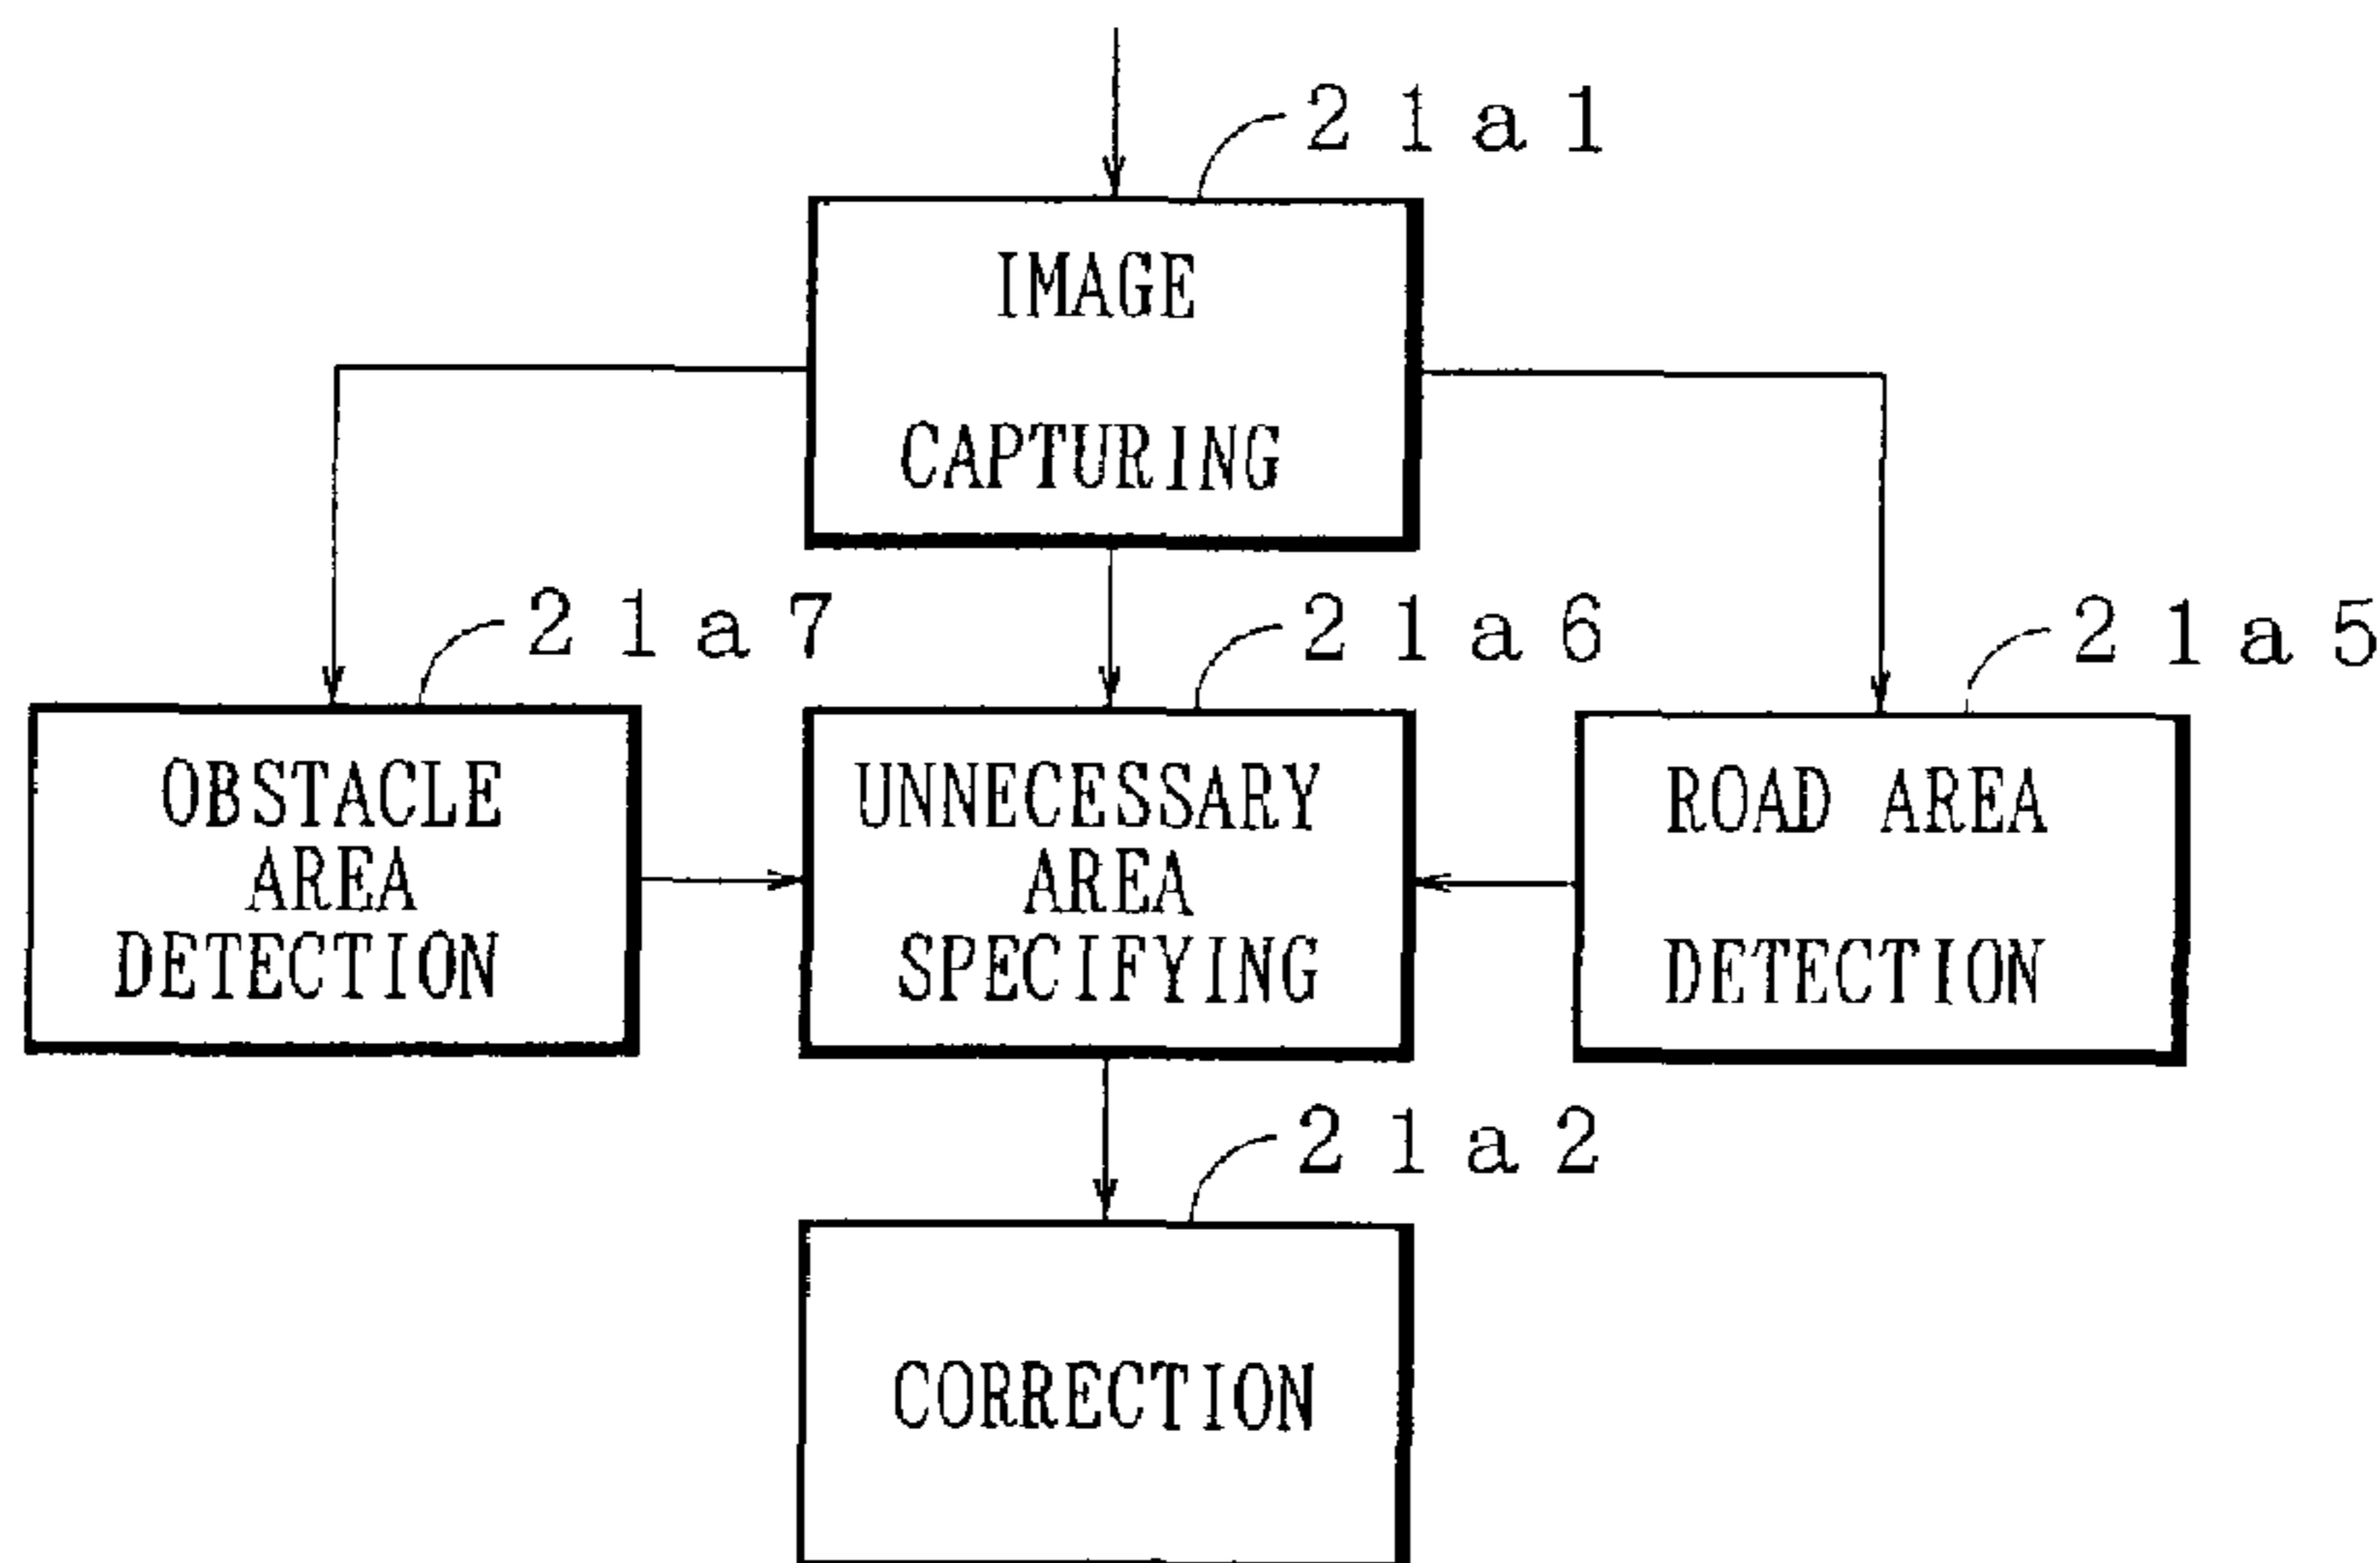 21a1
IMAGE
CAPTURING
21a7
21a6
21a5
OBSTACLE
AREA
DETECTION
UNNECESSARY
AREA
SPECIFYING
ROAD AREA
DETECTION
21a2
CORRECTION